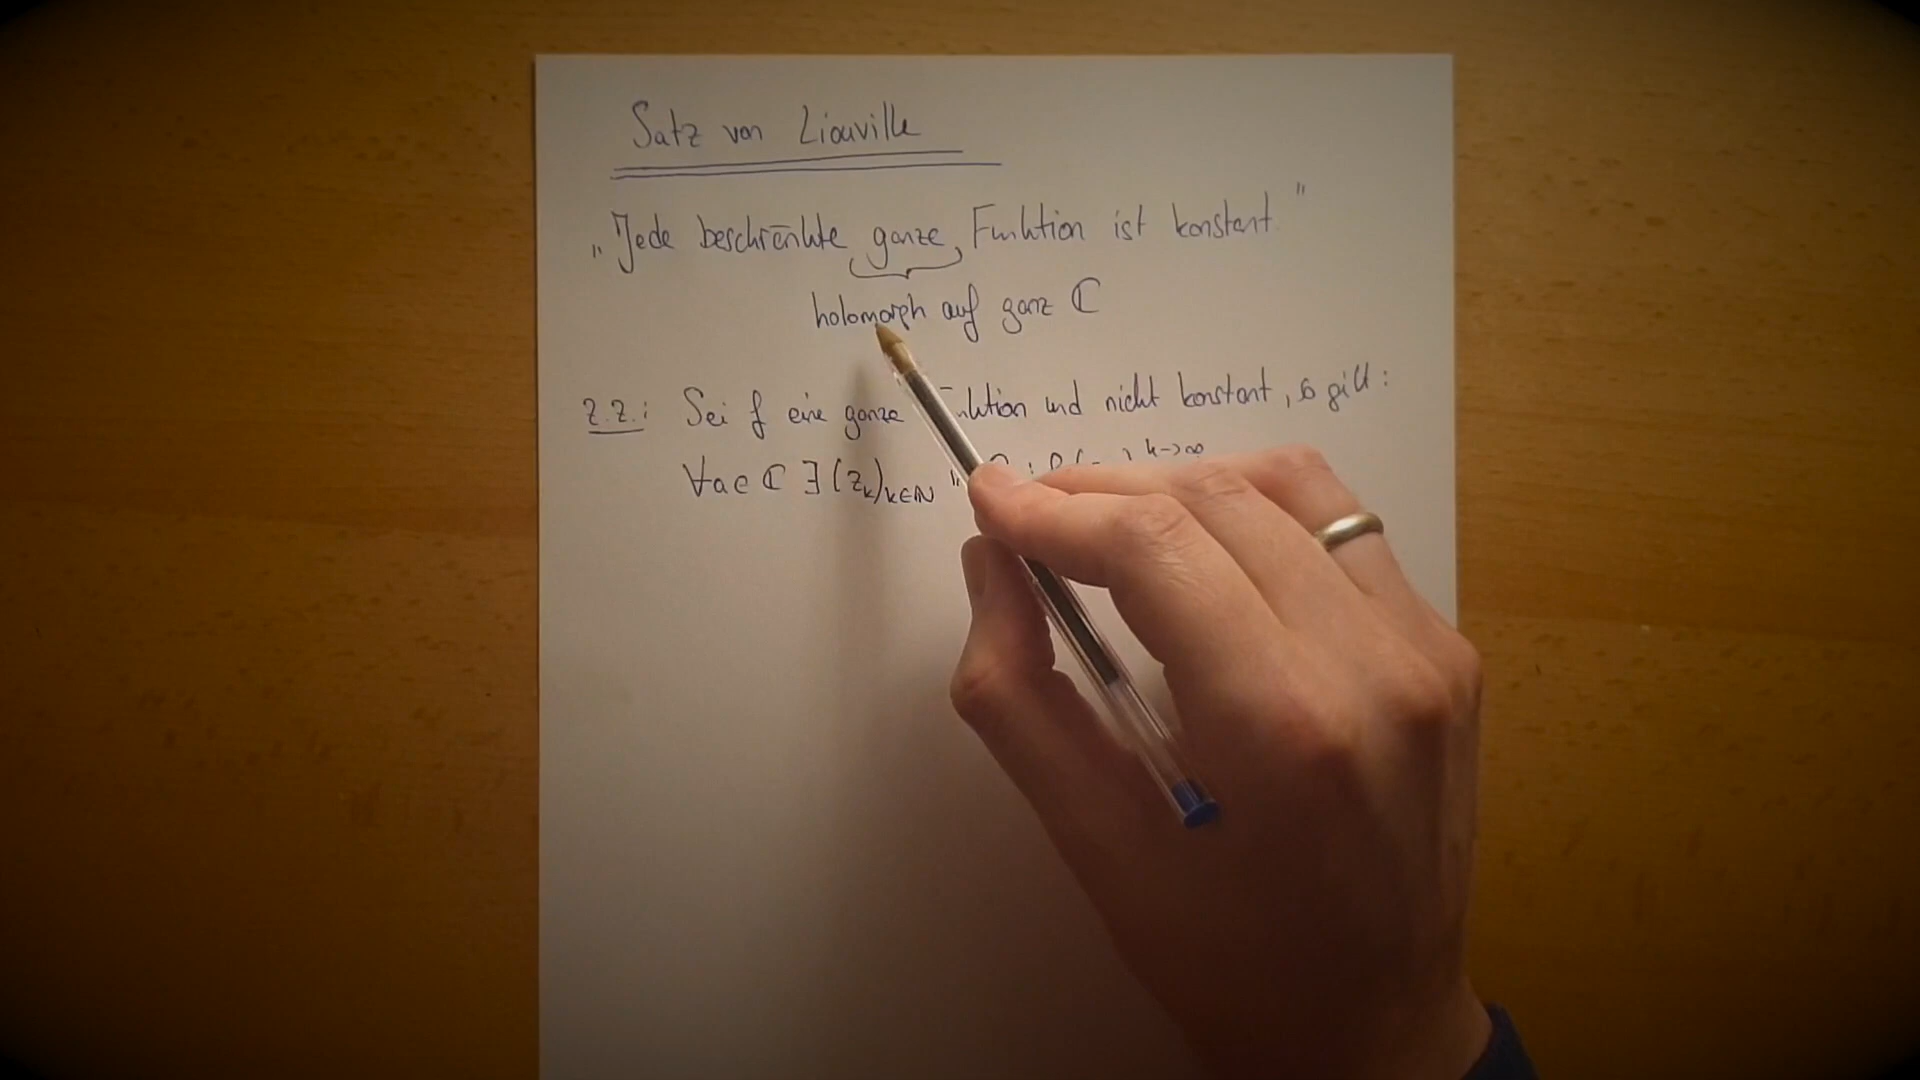 Satz von Liouville
„Jede beschränkte ganze Funktion ist konstant."
holomorph auf ganz ℂ
Z.Z.: Sei f eine ganze nktion und nicht konstant, so gilt:
∀a∈ℂ ∃(z_k)_{k∈ℕ} k→∞